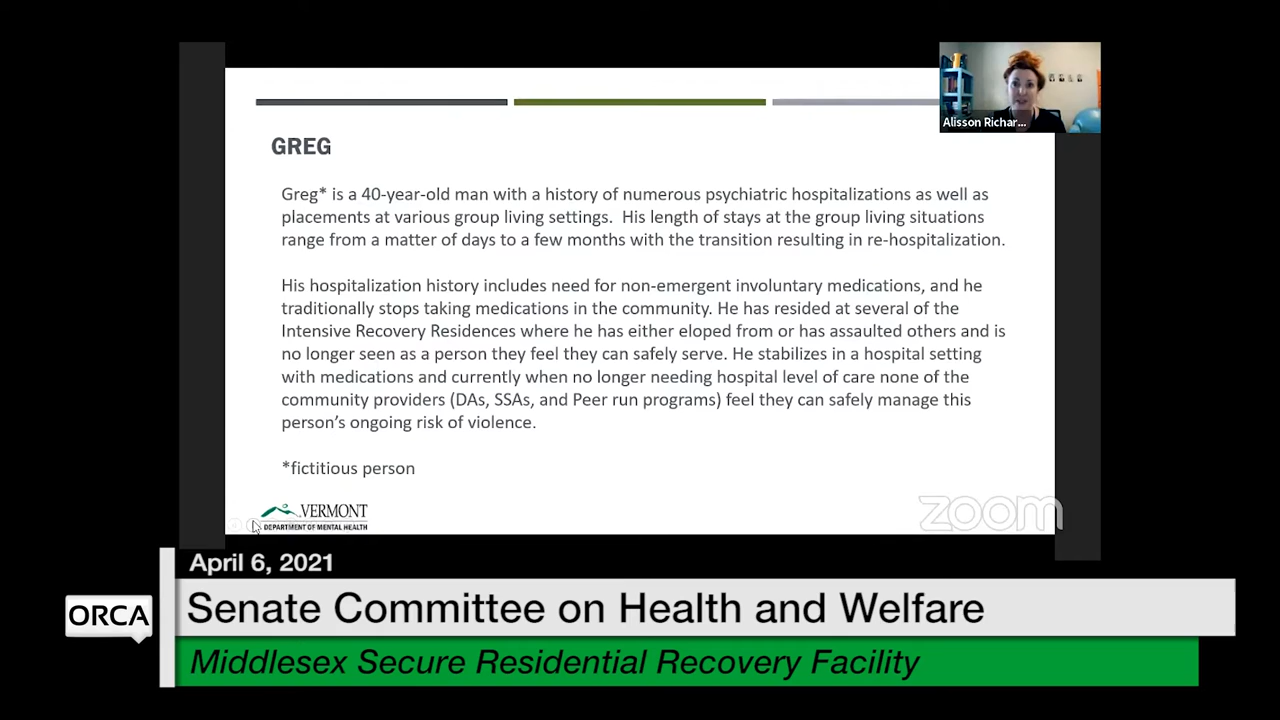 Alisson Richar...
GREG
Greg* is a 40-year-old man with a history of numerous psychiatric hospitalizations as well as
placements at various group living settings.  His length of stays at the group living situations
range from a matter of days to a few months with the transition resulting in re-hospitalization.
His hospitalization history includes need for non-emergent involuntary medications, and he
traditionally stops taking medications in the community. He has resided at several of the
Intensive Recovery Residences where he has either eloped from or has assaulted others and is
no longer seen as a person they feel they can safely serve. He stabilizes in a hospital setting
with medications and currently when no longer needing hospital level of care none of the
community providers (DAs, SSAs, and Peer run programs) feel they can safely manage this
person's ongoing risk of violence.
*fictitious person
VERMONT
DEPARTMENT OF MENTAL HEALTH
zoom
April 6, 2021
ORCA
Senate Committee on Health and Welfare
Middlesex Secure Residential Recovery Facility